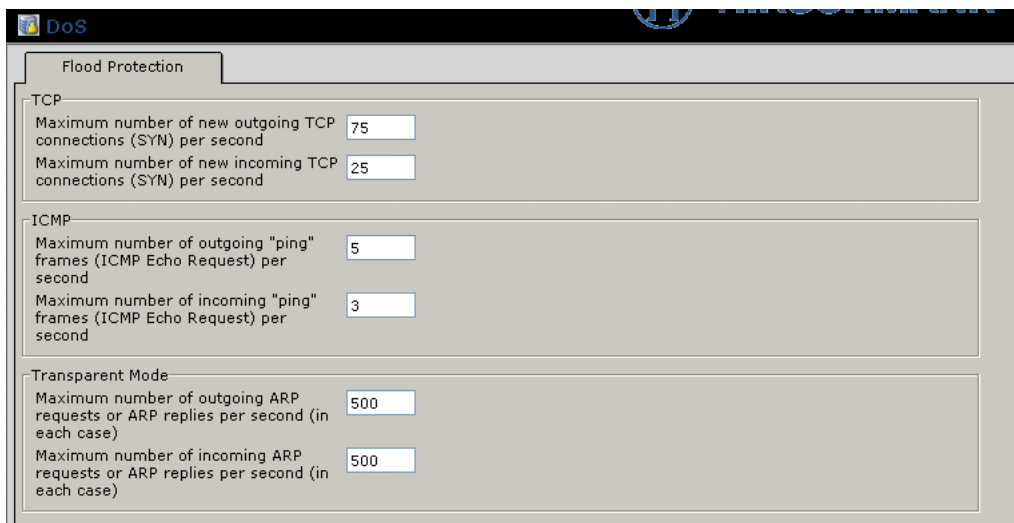 DoS
Flood Protection
TCP
Maximum number of new outgoing TCP
connections (SYN) per second
75
Maximum number of new incoming TCP
connections (SYN) per second
25
ICMP
Maximum number of outgoing "ping"
frames (ICMP Echo Request) per
second
5
Maximum number of incoming "ping"
frames (ICMP Echo Request) per
second
3
Transparent Mode
Maximum number of outgoing ARP
requests or ARP replies per second (in
each case)
500
Maximum number of incoming ARP
requests or ARP replies per second (in
each case)
500